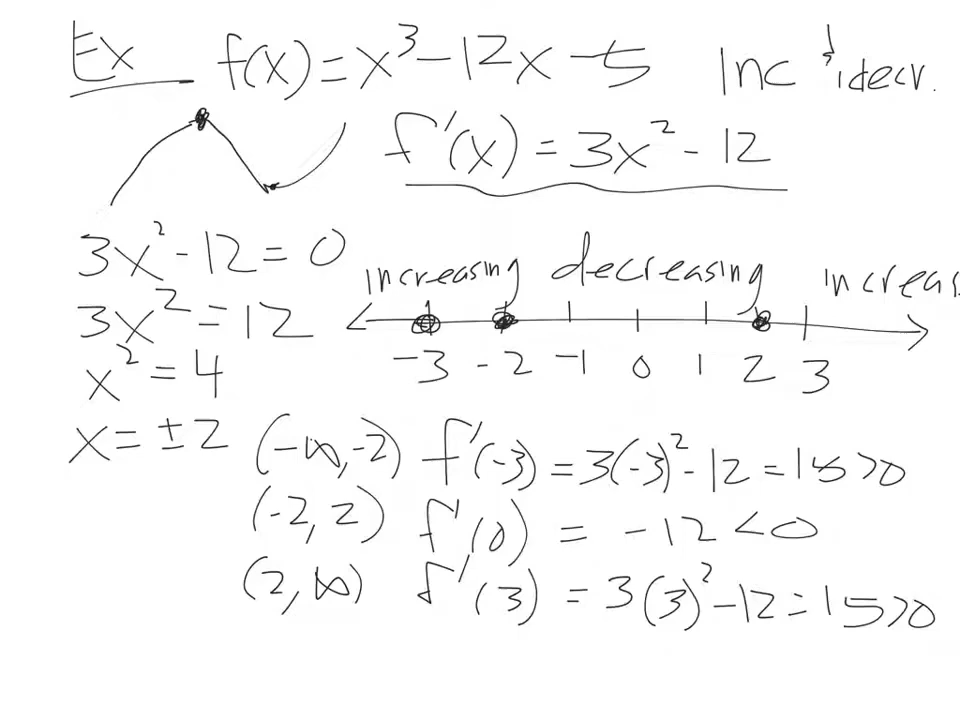 Ex f(x) = x³ - 12x - 5 Inc & decr.
f'(x) = 3x² - 12
3x² - 12 = 0
increasing decreasing increas
3x² = 12
-3 -2 -1 0 1 2 3
x² = 4
x = ±2
(-∞, -2) f'(-3) = 3(-3)² - 12 = 15 > 0
(-2, 2) f'(0) = -12 < 0
(2, ∞) f'(3) = 3(3)² - 12 = 15 > 0